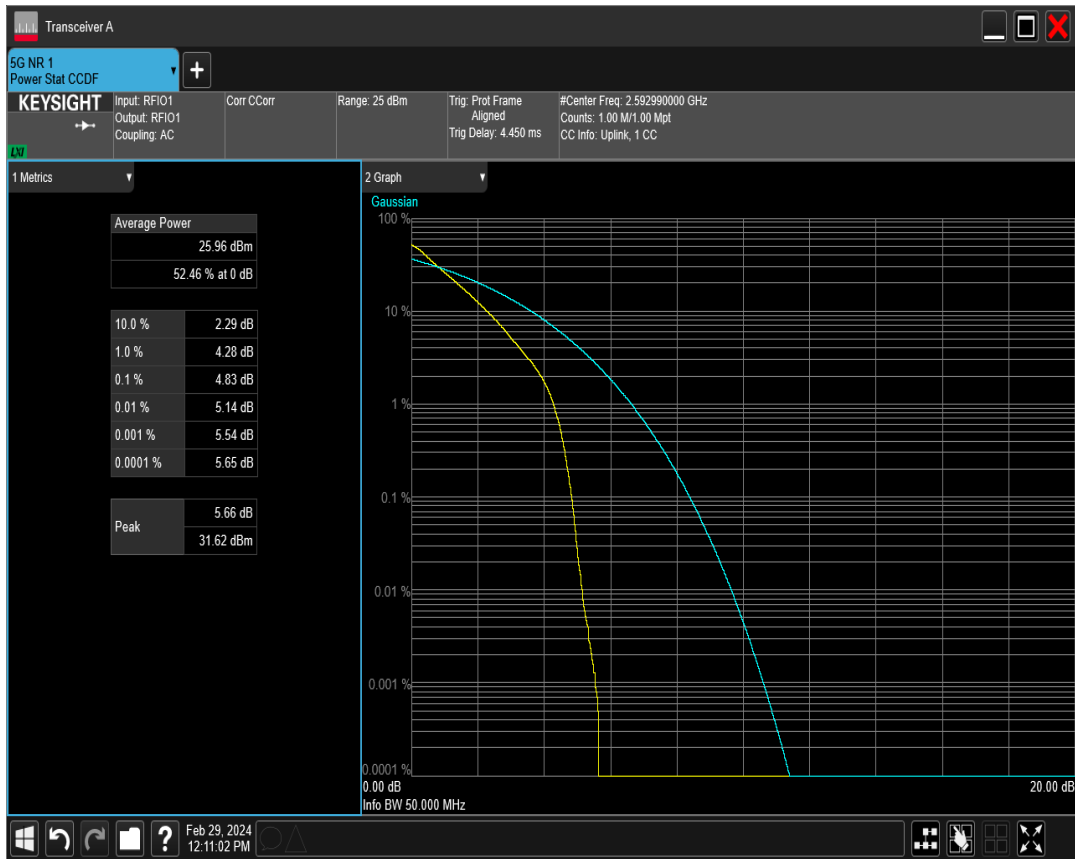 Transceiver A
5G NR 1
Power Stat CCDF
KEYSIGHT
LXI
Input: RFIO1
Output: RFIO1
Coupling: AC
Corr CCorr
Range: 25 dBm
Trig: Prot Frame
Aligned
Trig Delay: 4.450 ms
#Center Freq: 2.592990000 GHz
Counts: 1.00 M/1.00 Mpt
CC Info: Uplink, 1 CC
1 Metrics
Average Power
25.96 dBm
52.46 % at 0 dB
10.0 % 2.29 dB
1.0 % 4.28 dB
0.1 % 4.83 dB
0.01 % 5.14 dB
0.001 % 5.54 dB
0.0001 % 5.65 dB
Peak
5.66 dB
31.62 dBm
2 Graph
Gaussian
100 %
10 %
1 %
0.1 %
0.01 %
0.001 %
0.0001 %
0.00 dB 20.00 dB
Info BW 50.000 MHz
?
Feb 29, 2024
12:11:02 PM